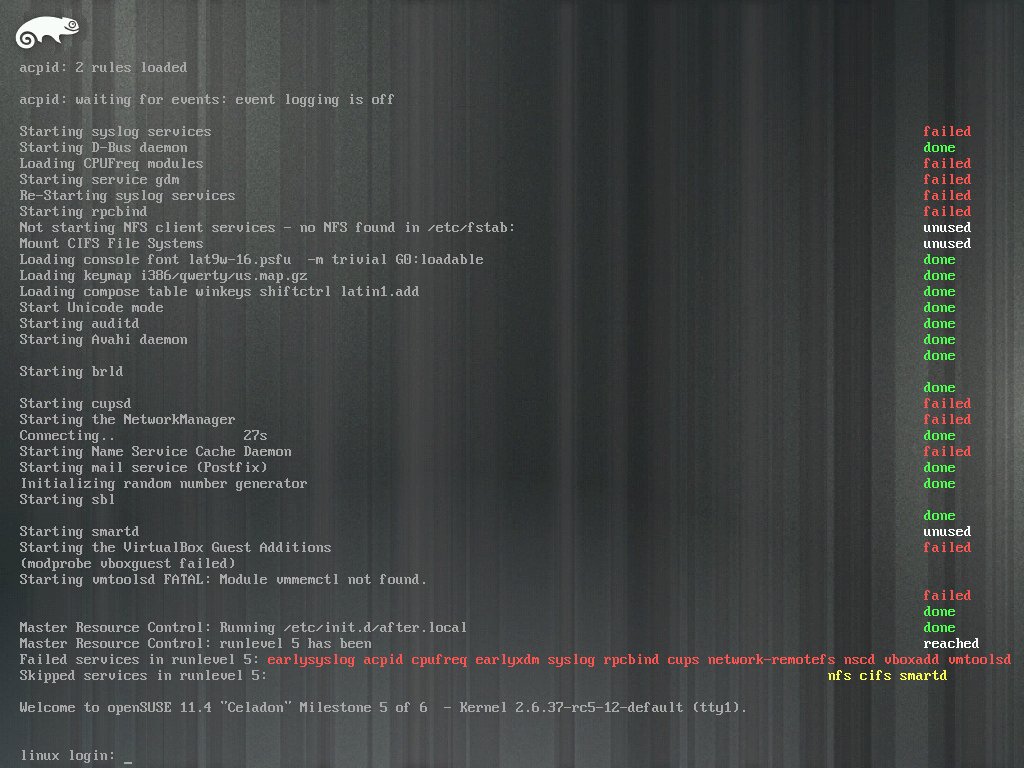 acpid: 2 rules loaded
acpid: waiting for events: event logging is off
Starting syslog services failed
Starting D-Bus daemon done
Loading CPUFreq modules failed
Starting service gdm failed
Re-Starting syslog services failed
Starting rpcbind failed
Not starting NFS client services - no NFS found in /etc/fstab: unused
Mount CIFS File Systems unused
Loading console font lat9w-16.psfu -m trivial G0:loadable done
Loading keymap i386/qwerty/us.map.gz done
Loading compose table winkeys shiftctrl latin1.add done
Start Unicode mode done
Starting auditd done
Starting Avahi daemon done
done
Starting brld
done
Starting cupsd failed
Starting the NetworkManager failed
Connecting.. 27s done
Starting Name Service Cache Daemon failed
Starting mail service (Postfix) done
Initializing random number generator done
Starting sbl
done
Starting smartd unused
Starting the VirtualBox Guest Additions failed
(modprobe vboxguest failed)
Starting vmtoolsd FATAL: Module vmmemctl not found.
failed
done
Master Resource Control: Running /etc/init.d/after.local done
Master Resource Control: runlevel 5 has been reached
Failed services in runlevel 5: earlysyslog acpid cpufreq earlyxdm syslog rpcbind cups network-remotefs nscd vboxadd vmtoolsd
Skipped services in runlevel 5: nfs cifs smartd
Welcome to openSUSE 11.4 "Celadon" Milestone 5 of 6 - Kernel 2.6.37-rc5-12-default (tty1).
linux login: _